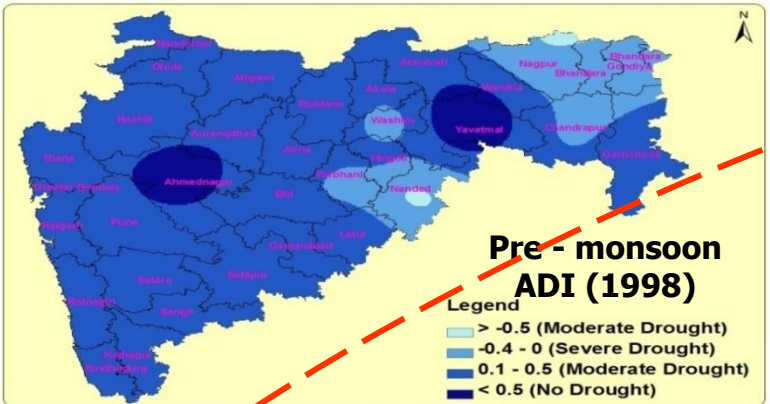 N
Nandurbar
Dhule
Jalgaon
Amravati
Nagpur
Bhandara
Bhandara
Gondiya
Akola
Wardha
Buldana
Nashik
Washim
Aurangabad
Yavatmal
Chandrapur
Jalna
Hingoli
Gadchiroli
Thane
Ahmednagar
Parbhani
Greater Bombay
Bid
Nanded
Raigarh
Pune
Latur
Osmanabad
Satara
Solapur
Ratnagiri
Sangli
Kolhapur
Sindhudurg
Pre - monsoon
ADI (1998)
Legend
> -0.5 (Moderate Drought)
-0.4 - 0 (Severe Drought)
0.1 - 0.5 (Moderate Drought)
< 0.5 (No Drought)